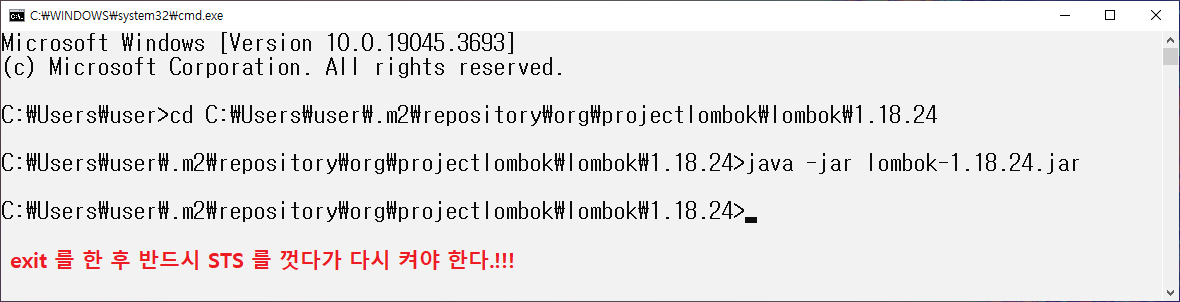 C:₩WINDOWS₩system32₩cmd.exe
Microsoft Windows [Version 10.0.19045.3693]
(c) Microsoft Corporation. All rights reserved.
C:₩Users₩user>cd C:₩Users₩user₩.m2₩repository₩org₩projectlombok₩lombok₩1.18.24
C:₩Users₩user₩.m2₩repository₩org₩projectlombok₩lombok₩1.18.24>java -jar lombok-1.18.24.jar
C:₩Users₩user₩.m2₩repository₩org₩projectlombok₩lombok₩1.18.24>
exit 를 한 후 반드시 STS 를 껏다가 다시 켜야 한다.!!!